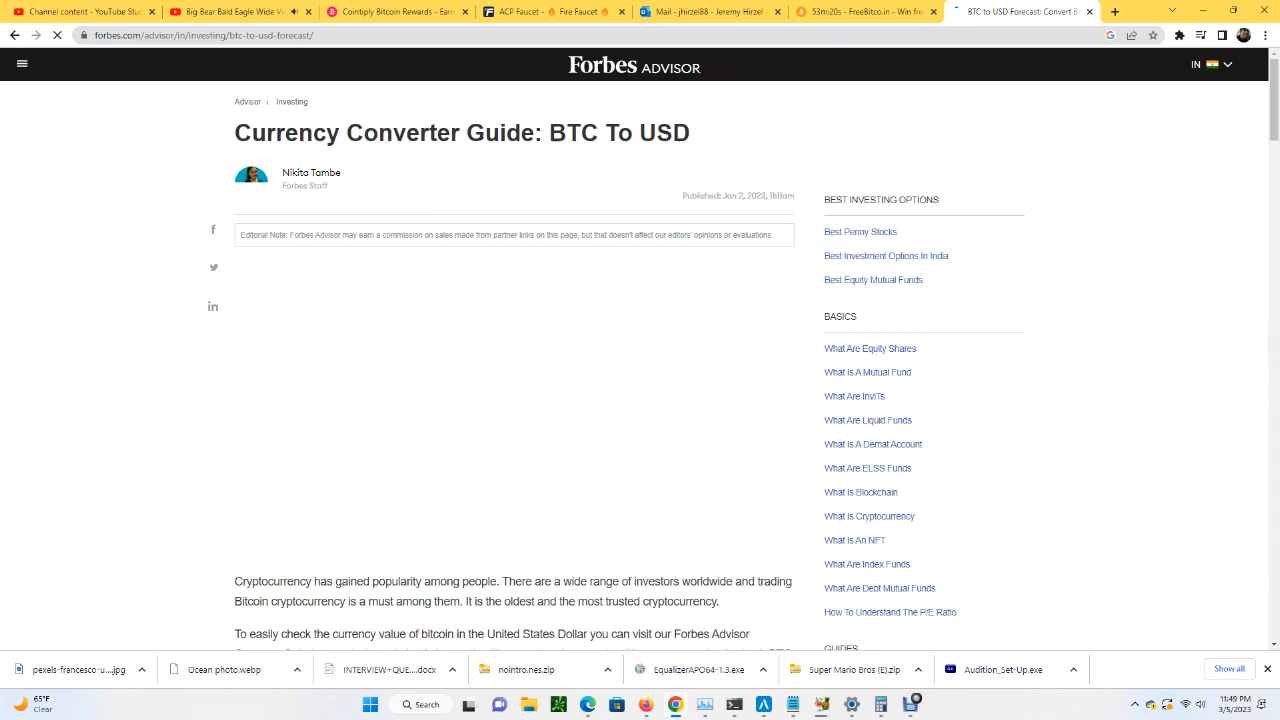 Channel content - YouTube Stud
Big Bear Bald Eagle Wide View
Cointiply Bitcoin Rewards - Earn
ACP Faucet - 🔥 Fire Faucet 🔥
Mail - jhirzel88 - Jeremy Hirzel -
53m20s - FreeBitco.in - Win free
BTC to USD Forecast: Convert B
forbes.com/advisor/in/investing/btc-to-usd-forecast/
Forbes ADVISOR
IN
Advisor › Investing
Currency Converter Guide: BTC To USD
Nikita Tambe
Forbes Staff
Published: Jan 2, 2023, 11:11am
Editorial Note: Forbes Advisor may earn a commission on sales made from partner links on this page, but that doesn't affect our editors' opinions or evaluations.
f
in
Cryptocurrency has gained popularity among people. There are a wide range of investors worldwide and trading
Bitcoin cryptocurrency is a must among them. It is the oldest and the most trusted cryptocurrency.
To easily check the currency value of bitcoin in the United States Dollar you can visit our Forbes Advisor
BEST INVESTING OPTIONS
Best Penny Stocks
Best Investment Options In India
Best Equity Mutual Funds
BASICS
What Are Equity Shares
What Is A Mutual Fund
What Are InvITs
What Are Liquid Funds
What Is A Demat Account
What Are ELSS Funds
What Is Blockchain
What Is Cryptocurrency
What Is An NFT
What Are Index Funds
What Are Debt Mutual Funds
How To Understand The P/E Ratio
GUIDES
pexels-francesco-u....jpg
Ocean photo.webp
INTERVIEW+QUE....docx
nointro.nes.zip
EqualizerAPO64-1.3.exe
Super Mario Bros (E).zip
Audition_Set-Up.exe
Show all
65°F
Clear
Search
11:49 PM
3/5/2023